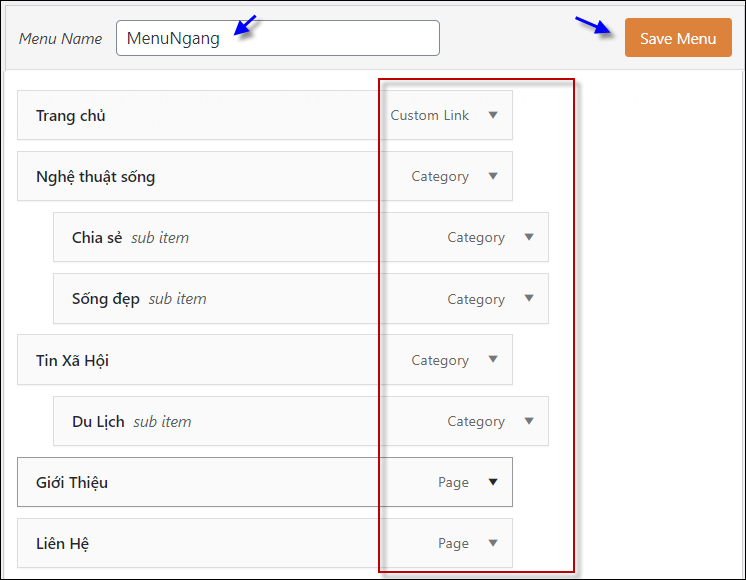 Menu Name MenuNgang Save Menu
Trang chủ Custom Link
Nghệ thuật sống Category
Chia sẻ sub item Category
Sống đẹp sub item Category
Tin Xã Hội Category
Du Lịch sub item Category
Giới Thiệu Page
Liên Hệ Page